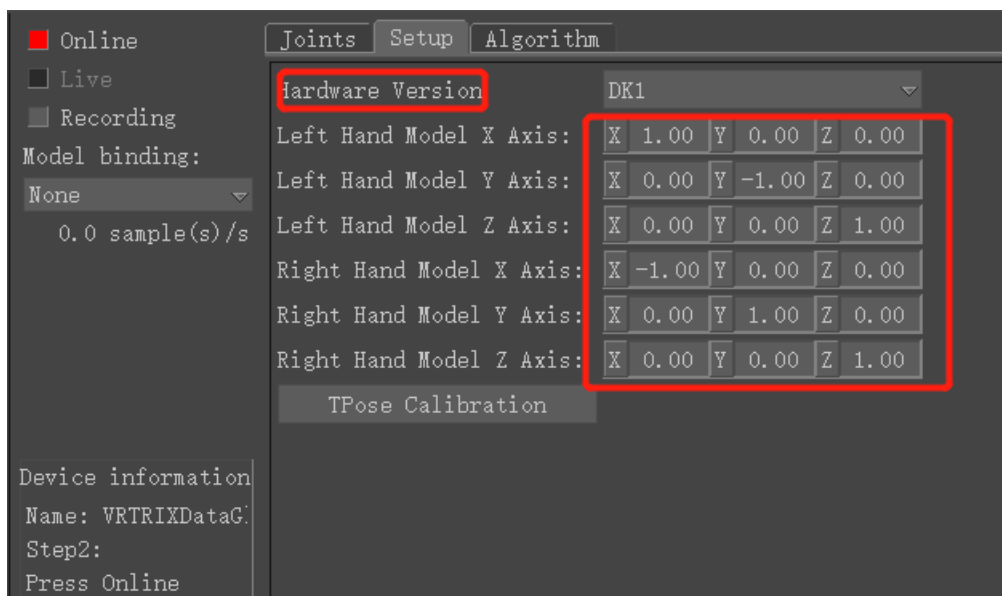 Online
Live
Recording
Model binding:
None
0.0 sample(s)/s
Device information
Name: VRTRIXDataG
Step2:
Press Online
Joints Setup Algorithm
Hardware Version DK1
Left Hand Model X Axis: X 1.00 Y 0.00 Z 0.00
Left Hand Model Y Axis: X 0.00 Y -1.00 Z 0.00
Left Hand Model Z Axis: X 0.00 Y 0.00 Z 1.00
Right Hand Model X Axis: X -1.00 Y 0.00 Z 0.00
Right Hand Model Y Axis: X 0.00 Y 1.00 Z 0.00
Right Hand Model Z Axis: X 0.00 Y 0.00 Z 1.00
TPose Calibration